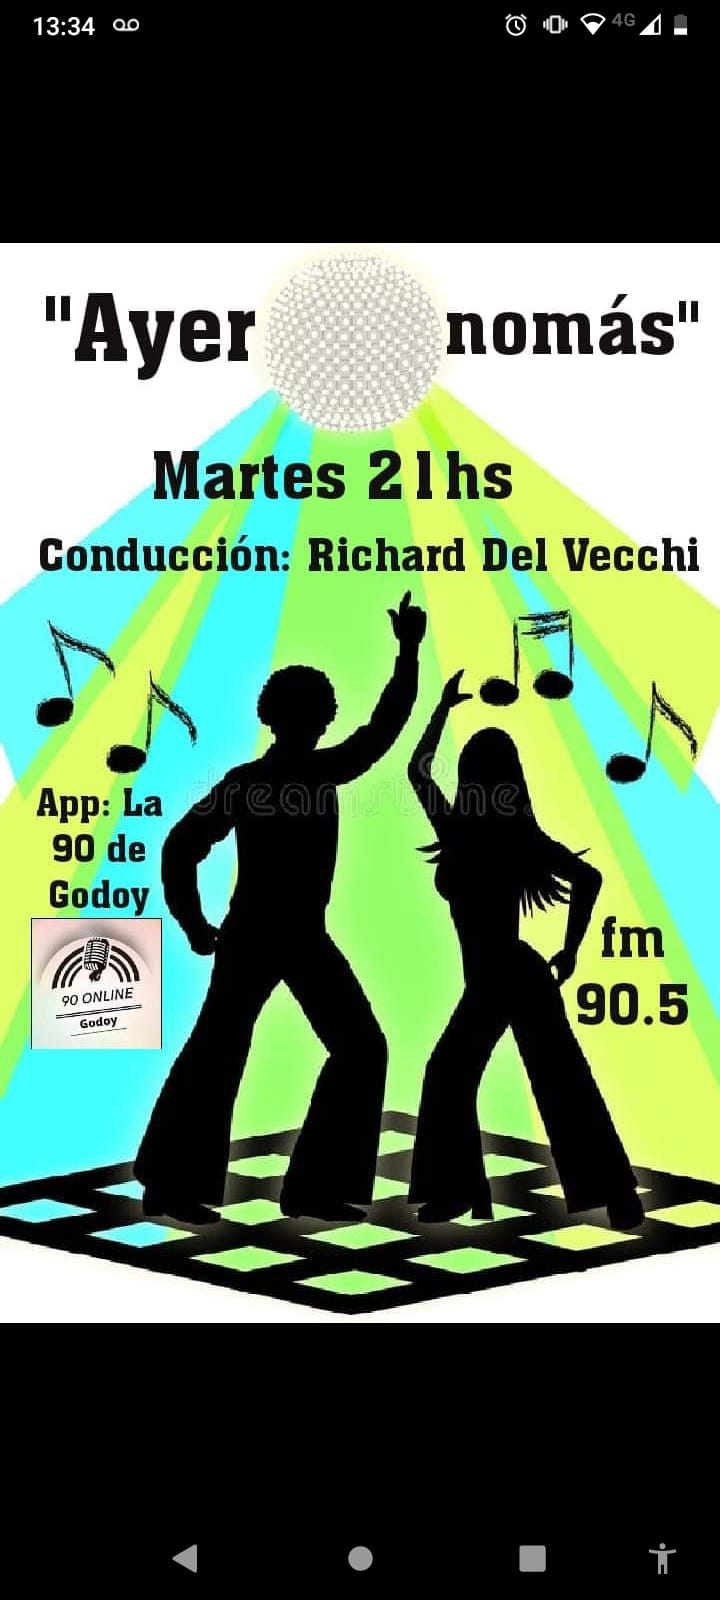 13:34
4G
"Ayer nomás"
Martes 21hs
Conducción: Richard Del Vecchi
dreamstime.
App: La
90 de
Godoy
90 ONLINE
Godoy
fm
90.5